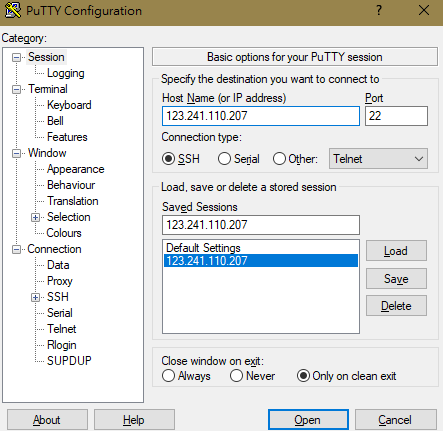 PuTTY Configuration
?
Category:
Session
Logging
Terminal
Keyboard
Bell
Features
Window
Appearance
Behaviour
Translation
Selection
Colours
Connection
Data
Proxy
SSH
Serial
Telnet
Rlogin
SUPDUP
Basic options for your PuTTY session
Specify the destination you want to connect to
Host Name (or IP address) Port
123.241.110.207 22
Connection type:
SSH Serial Other: Telnet
Load, save or delete a stored session
Saved Sessions
123.241.110.207
Default Settings
123.241.110.207
Load
Save
Delete
Close window on exit:
Always Never Only on clean exit
About Help Open Cancel